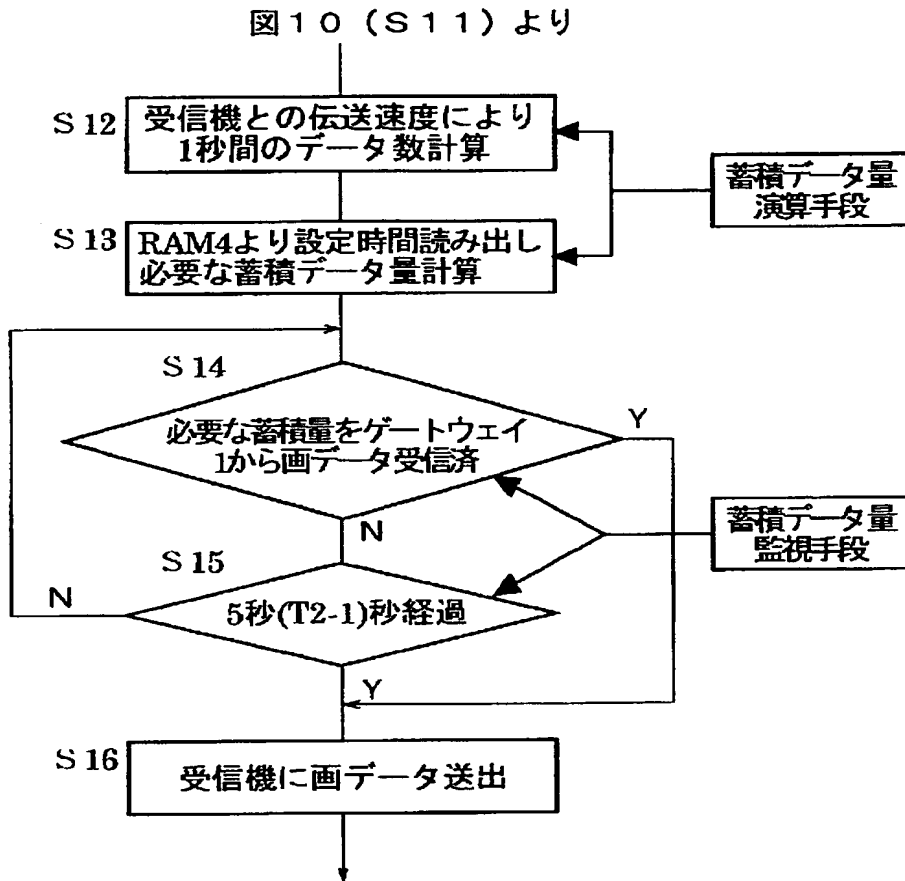 図１０（Ｓ１１）より
Ｓ12
受信機との伝送速度により
1秒間のデータ数計算
蓄積データ量
演算手段
Ｓ13
RAM4より設定時間読み出し
必要な蓄積データ量計算
Ｓ14
必要な蓄積量をゲートウェイ
1から画データ受信済
Ｙ
Ｎ
蓄積データ量
監視手段
Ｓ15
Ｎ
5秒(T2-1)秒経過
Ｙ
Ｓ16
受信機に画データ送出